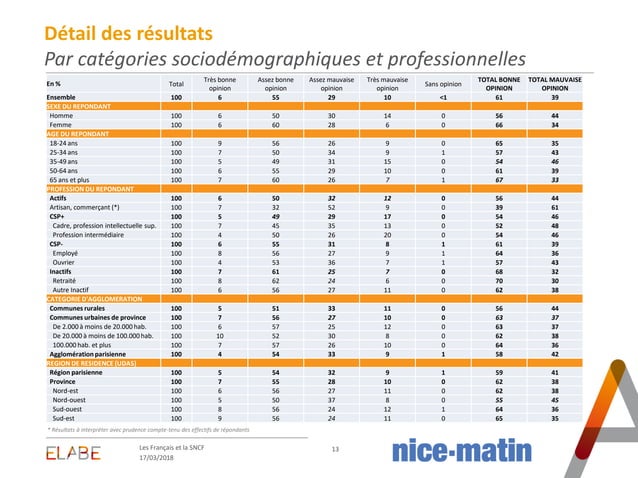 Détail des résultats
Par catégories sociodémographiques et professionnelles
En % Total Très bonne opinion Assez bonne opinion Assez mauvaise opinion Très mauvaise opinion Sans opinion TOTAL BONNE OPINION TOTAL MAUVAISE OPINION
Ensemble 100 6 55 29 10 <1 61 39
SEXE DU REPONDANT
Homme 100 6 50 30 14 0 56 44
Femme 100 6 60 28 6 0 66 34
AGE DU REPONDANT
18-24 ans 100 9 56 26 9 0 65 35
25-34 ans 100 7 50 34 9 1 57 43
35-49 ans 100 5 49 31 15 0 54 46
50-64 ans 100 6 55 29 10 0 61 39
65 ans et plus 100 7 60 26 7 1 67 33
PROFESSION DU REPONDANT
Actifs 100 6 50 32 12 0 56 44
Artisan, commerçant (*) 100 7 32 52 9 0 39 61
CSP+ 100 5 49 29 17 0 54 46
Cadre, profession intellectuelle sup. 100 7 45 35 13 0 52 48
Profession intermédiaire 100 4 50 26 20 0 54 46
CSP- 100 6 55 31 8 1 61 39
Employé 100 8 56 27 9 1 64 36
Ouvrier 100 4 53 36 7 1 57 43
Inactifs 100 7 61 25 7 0 68 32
Retraité 100 8 62 24 6 0 70 30
Autre Inactif 100 6 56 27 11 0 62 38
CATEGORIE D'AGGLOMERATION
Communes rurales 100 5 51 33 11 0 56 44
Communes urbaines de province 100 7 56 27 10 0 63 37
De 2.000 à moins de 20.000 hab. 100 6 57 25 12 0 63 37
De 20.000 à moins de 100.000 hab. 100 10 52 30 8 0 62 38
100.000 hab. et plus 100 7 57 26 10 0 64 36
Agglomération parisienne 100 4 54 33 9 1 58 42
REGION DE RESIDENCE (UDA5)
Région parisienne 100 5 54 32 9 1 59 41
Province 100 7 55 28 10 0 62 38
Nord-est 100 6 56 27 11 0 62 38
Nord-ouest 100 5 50 37 8 0 55 45
Sud-ouest 100 8 56 24 12 1 64 36
Sud-est 100 9 56 24 11 0 65 35
* Résultats à interpréter avec prudence compte-tenu des effectifs de répondants
ELABE
Les Français et la SNCF
17/03/2018
13
nice-matin